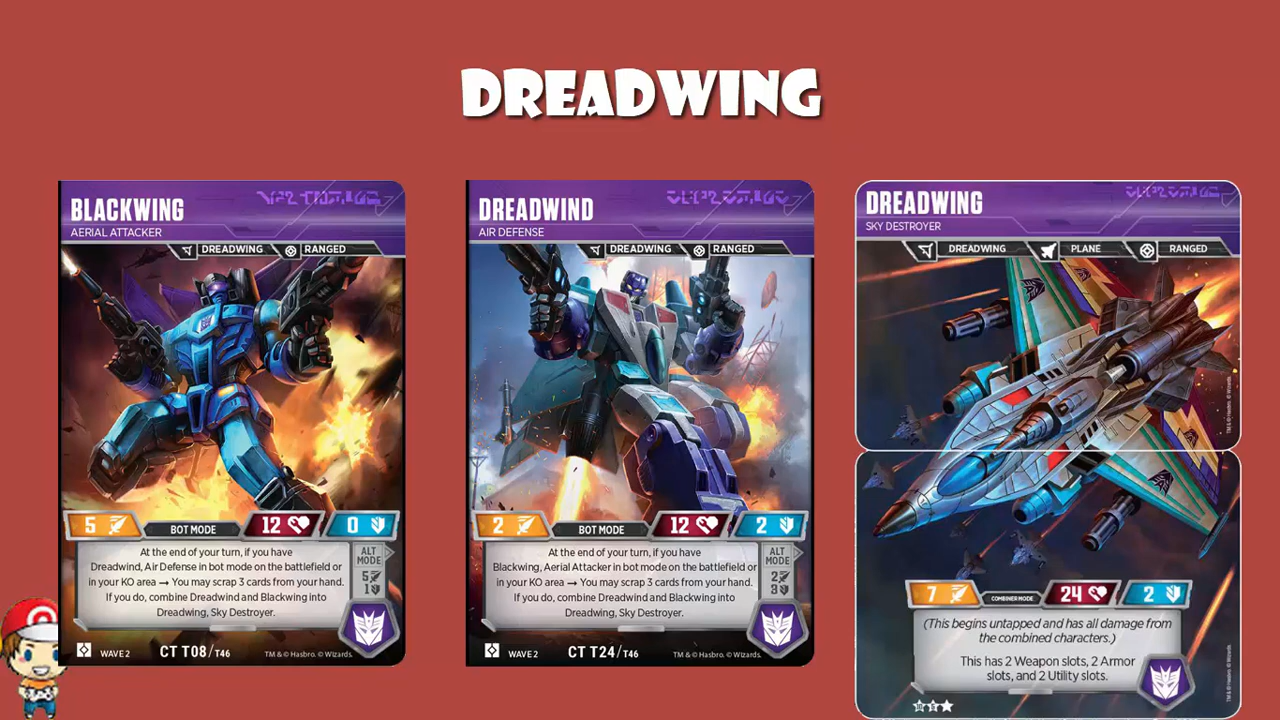 DREADWING
BLACKWING
AERIAL ATTACKER
DREADWING RANGED
5 BOT MODE 12 0
At the end of your turn, if you have
Dreadwind, Air Defense in bot mode on the battlefield or
in your KO area → You may scrap 3 cards from your hand.
If you do, combine Dreadwind and Blackwing into
Dreadwing, Sky Destroyer.
ALT
MODE
5
1
WAVE 2 CT T08/T46 TM & © Hasbro. © Wizards.
DREADWIND
AIR DEFENSE
DREADWING RANGED
2 BOT MODE 12 2
At the end of your turn, if you have
Blackwing, Aerial Attacker in bot mode on the battlefield or
in your KO area → You may scrap 3 cards from your hand.
If you do, combine Dreadwind and Blackwing into
Dreadwing, Sky Destroyer.
ALT
MODE
2
3
WAVE 2 CT T24/T46 TM & © Hasbro. © Wizards.
DREADWING
SKY DESTROYER
DREADWING PLANE RANGED
TM & © Hasbro. © Wizards.
7 COMBINER MODE 24 2
(This begins untapped and has all damage from
the combined characters.)
This has 2 Weapon slots, 2 Armor
slots, and 2 Utility slots.
TM & © Hasbro. © Wizards.